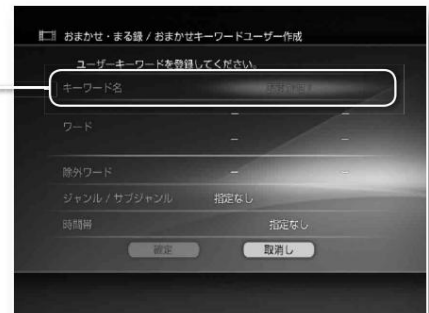 おまかせ・まる録 / おまかせキーワードユーザー作成
ユーザーキーワードを登録してください。
キーワード名
ワード
– –
– –
除外ワード – –
ジャンル / サブジャンル 指定なし
時間帯 指定なし
確定 取消し